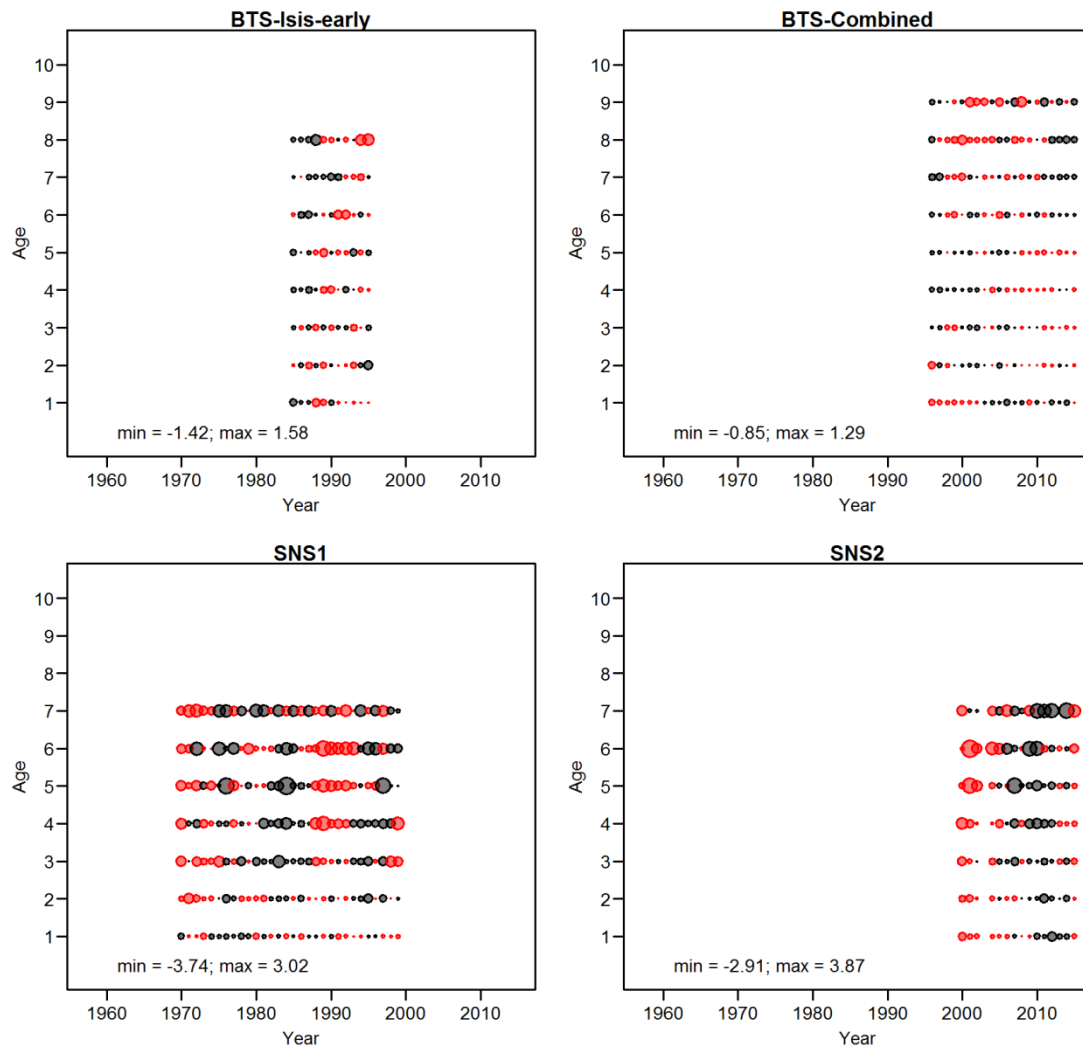 BTS-Isis-early
10
9
8
7
6
5
4
3
2
1
Age
min = -1.42; max = 1.58
1960 1970 1980 1990 2000 2010
Year
BTS-Combined
10
9
8
7
6
5
4
3
2
1
Age
min = -0.85; max = 1.29
1960 1970 1980 1990 2000 2010
Year
SNS1
10
9
8
7
6
5
4
3
2
1
Age
min = -3.74; max = 3.02
1960 1970 1980 1990 2000 2010
Year
SNS2
10
9
8
7
6
5
4
3
2
1
Age
min = -2.91; max = 3.87
1960 1970 1980 1990 2000 2010
Year